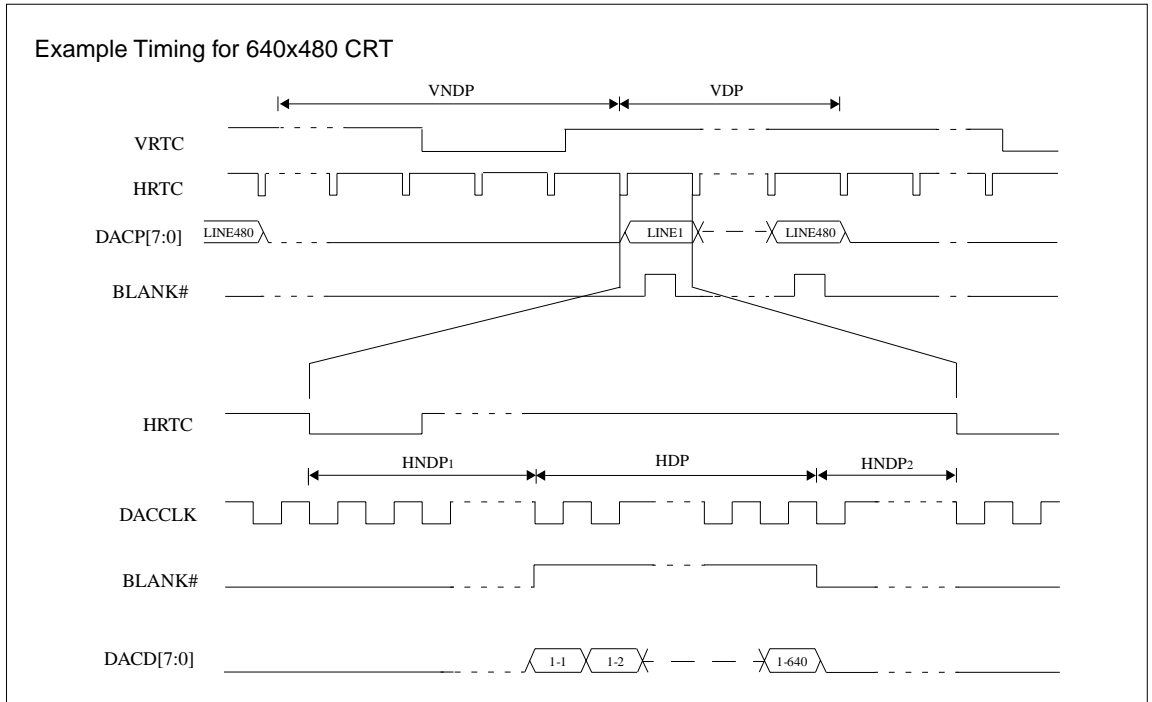 Example Timing for 640x480 CRT
VNDP VDP
VRTC
HRTC
DACP[7:0] LINE480 LINE1 LINE480
BLANK#
HRTC
HNDP1 HDP HNDP2
DACCLK
BLANK#
DACD[7:0] 1-1 1-2 1-640